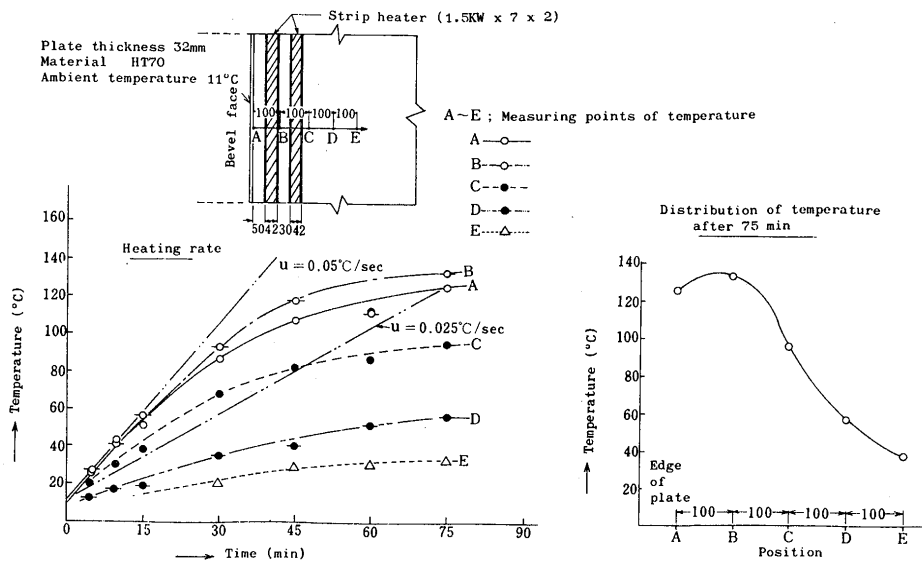 Strip heater (1.5KW x 7 x 2)
Plate thickness 32mm
Material HT70
Ambient temperature 11°C
Bevel face
100 100 100 100
A B C D E
50 42 30 42
A~E ; Measuring points of temperature
A
B
C
D
E
Heating rate
u = 0.05°C/sec
u = 0.025°C/sec
B
A
C
D
E
Temperature (°C)
160
140
120
100
80
60
40
20
0 15 30 45 60 75 90
Time (min)
Distribution of temperature
after 75 min
Temperature (°C)
140
120
100
80
60
40
20
Edge
of
plate
100 100 100 100
A B C D E
Position